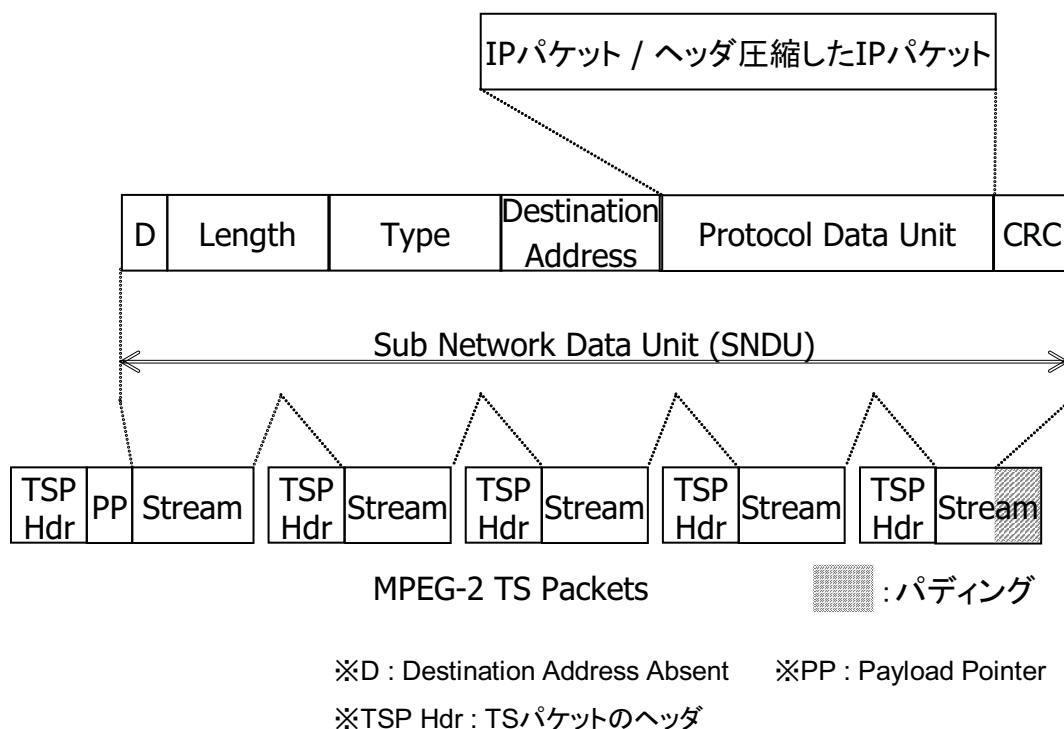 IPパケット / ヘッダ圧縮したIPパケット
D Length Type Destination Address Protocol Data Unit CRC
Sub Network Data Unit (SNDU)
TSP Hdr PP Stream TSP Hdr Stream TSP Hdr Stream TSP Hdr Stream TSP Hdr Stream
MPEG-2 TS Packets :パディング
※D : Destination Address Absent ※PP : Payload Pointer
※TSP Hdr : TSパケットのヘッダ